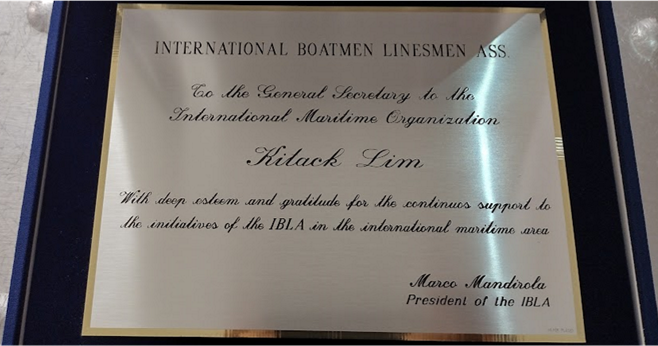 INTERNATIONAL BOATMEN LINESMEN ASS.
To the General Secretary to the
International Maritime Organization
Kitack Lim
With deep esteem and gratitude for the continuos support to
the initiatives of the IBLA in the international maritime area
Marco Mandirola
President of the IBLA